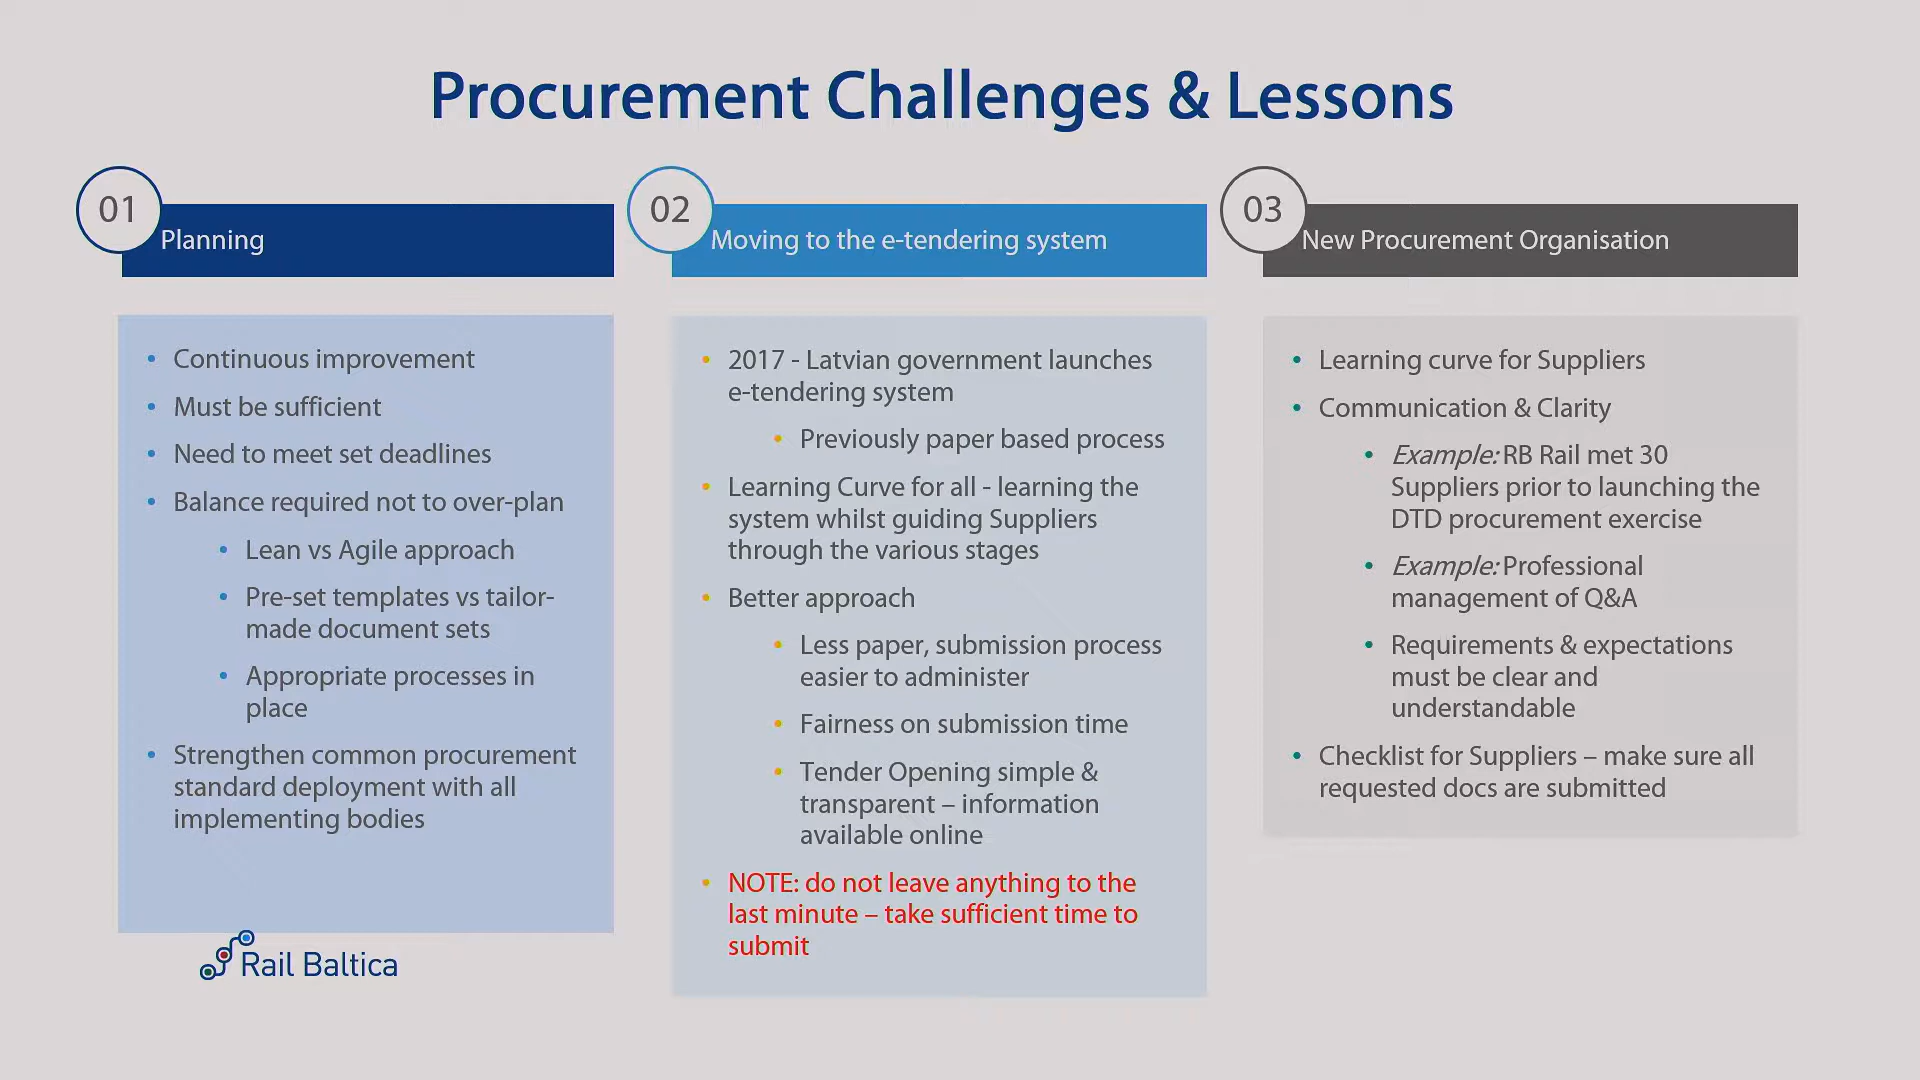 Procurement Challenges & Lessons
01
Planning
• Continuous improvement
• Must be sufficient
• Need to meet set deadlines
• Balance required not to over-plan
• Lean vs Agile approach
• Pre-set templates vs tailor-
made document sets
• Appropriate processes in
place
• Strengthen common procurement
standard deployment with all
implementing bodies
Rail Baltica
02
Moving to the e-tendering system
• 2017 - Latvian government launches
e-tendering system
• Previously paper based process
• Learning Curve for all - learning the
system whilst guiding Suppliers
through the various stages
• Better approach
• Less paper, submission process
easier to administer
• Fairness on submission time
• Tender Opening simple &
transparent – information
available online
• NOTE: do not leave anything to the
last minute – take sufficient time to
submit
03
New Procurement Organisation
• Learning curve for Suppliers
• Communication & Clarity
• Example: RB Rail met 30
Suppliers prior to launching the
DTD procurement exercise
• Example: Professional
management of Q&A
• Requirements & expectations
must be clear and
understandable
• Checklist for Suppliers – make sure all
requested docs are submitted